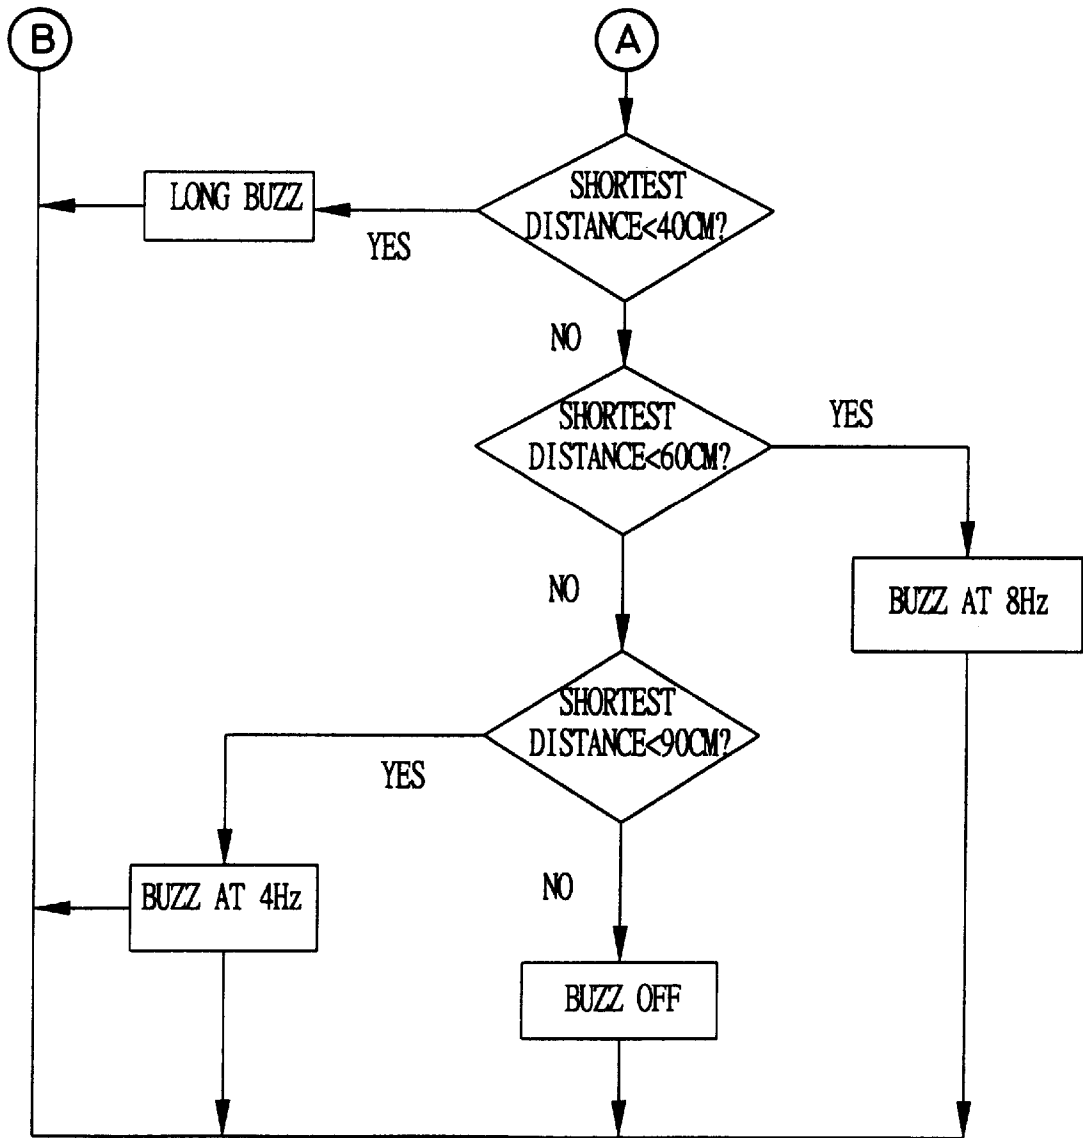 B
A
SHORTEST
DISTANCE<40CM?
LONG BUZZ
YES
NO
SHORTEST
DISTANCE<60CM?
YES
NO
BUZZ AT 8Hz
SHORTEST
DISTANCE<90CM?
YES
NO
BUZZ AT 4Hz
BUZZ OFF